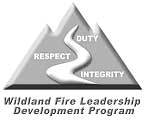 DUTY
RESPECT
INTEGRITY
Wildland Fire Leadership
Development Program